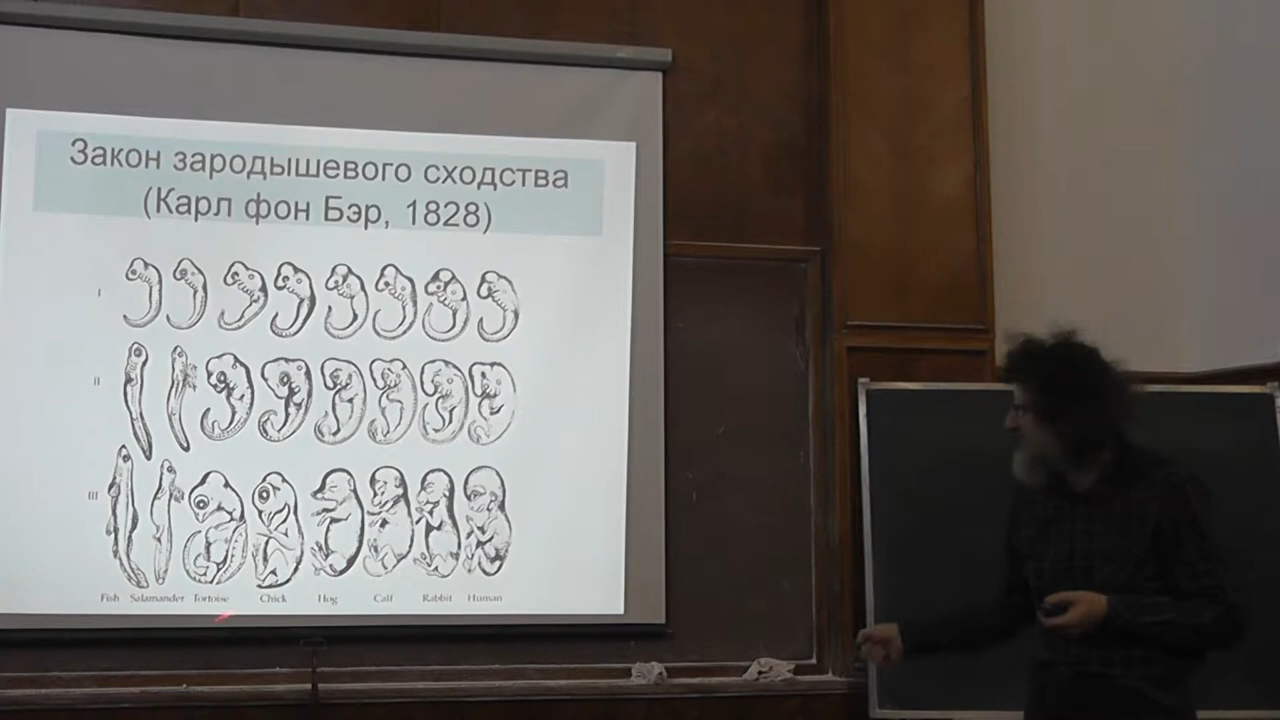 Закон зародышевого сходства
(Карл фон Бэр, 1828)
I
II
III
Fish Salamander Tortoise Chick Hog Calf Rabbit Human